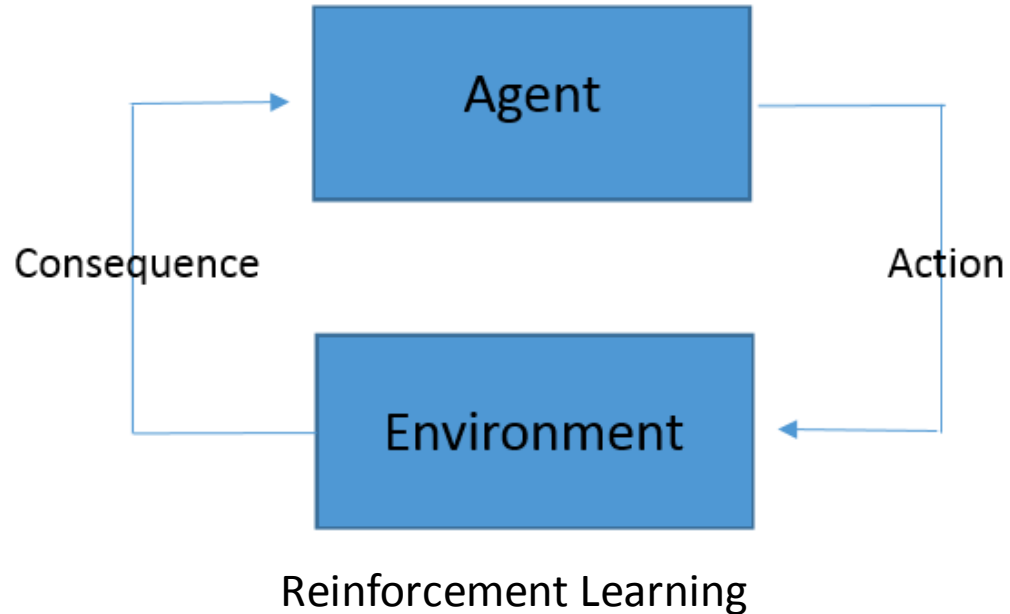 Agent
Consequence
Action
Environment
Reinforcement Learning